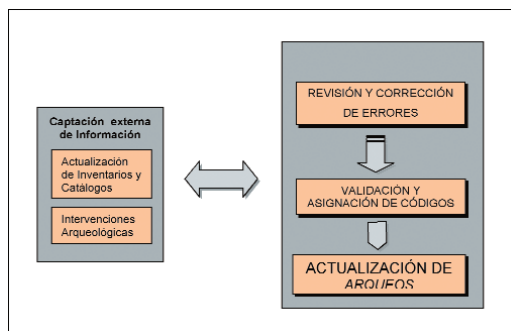 Captación externa
de Información
Actualización
de Inventarios y
Catálogos
Intervenciones
Arqueológicas
REVISIÓN Y CORRECCIÓN
DE ERRORES
VALIDACIÓN Y
ASIGNACIÓN DE CÓDIGOS
ACTUALIZACIÓN DE
ARQUEOS